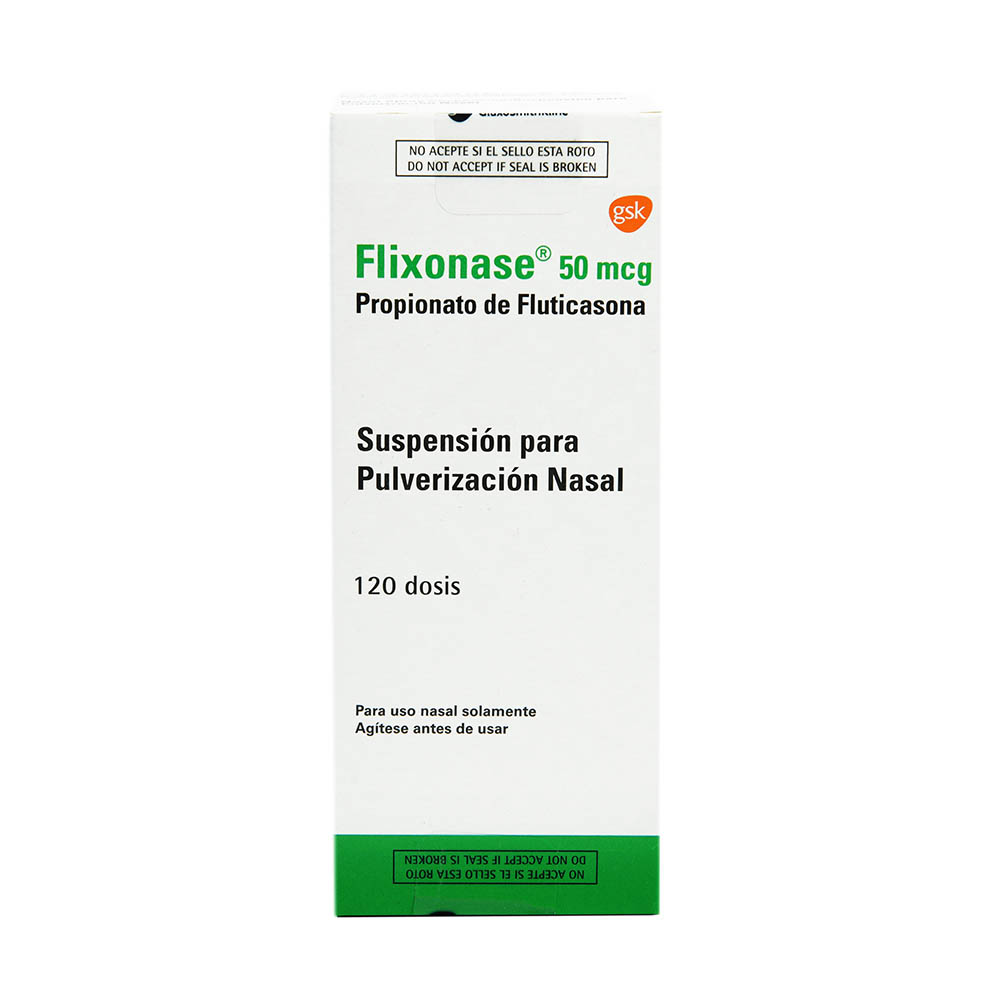 GlaxoSmithKline
NO ACEPTE SI EL SELLO ESTA ROTO
DO NOT ACCEPT IF SEAL IS BROKEN
gsk
Flixonase® 50 mcg
Propionato de Fluticasona
Suspensión para
Pulverización Nasal
120 dosis
Para uso nasal solamente
Agítese antes de usar
NO ACEPTE SI EL SELLO ESTA ROTO
DO NOT ACCEPT IF SEAL IS BROKEN